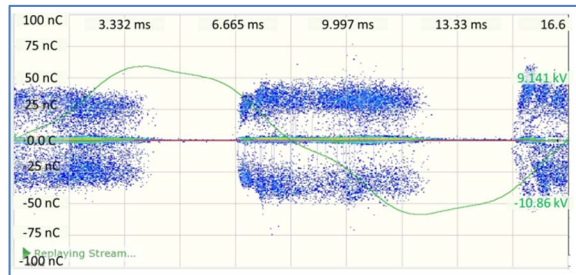 100 nC 3.332 ms 6.665 ms 9.997 ms 13.33 ms 16.6
75 nC
50 nC 9.141 kV
25 nC
0.0 C
25 nC
-50 nC -10.86 kV
-75 nC
Replaying Stream...
-100 nC